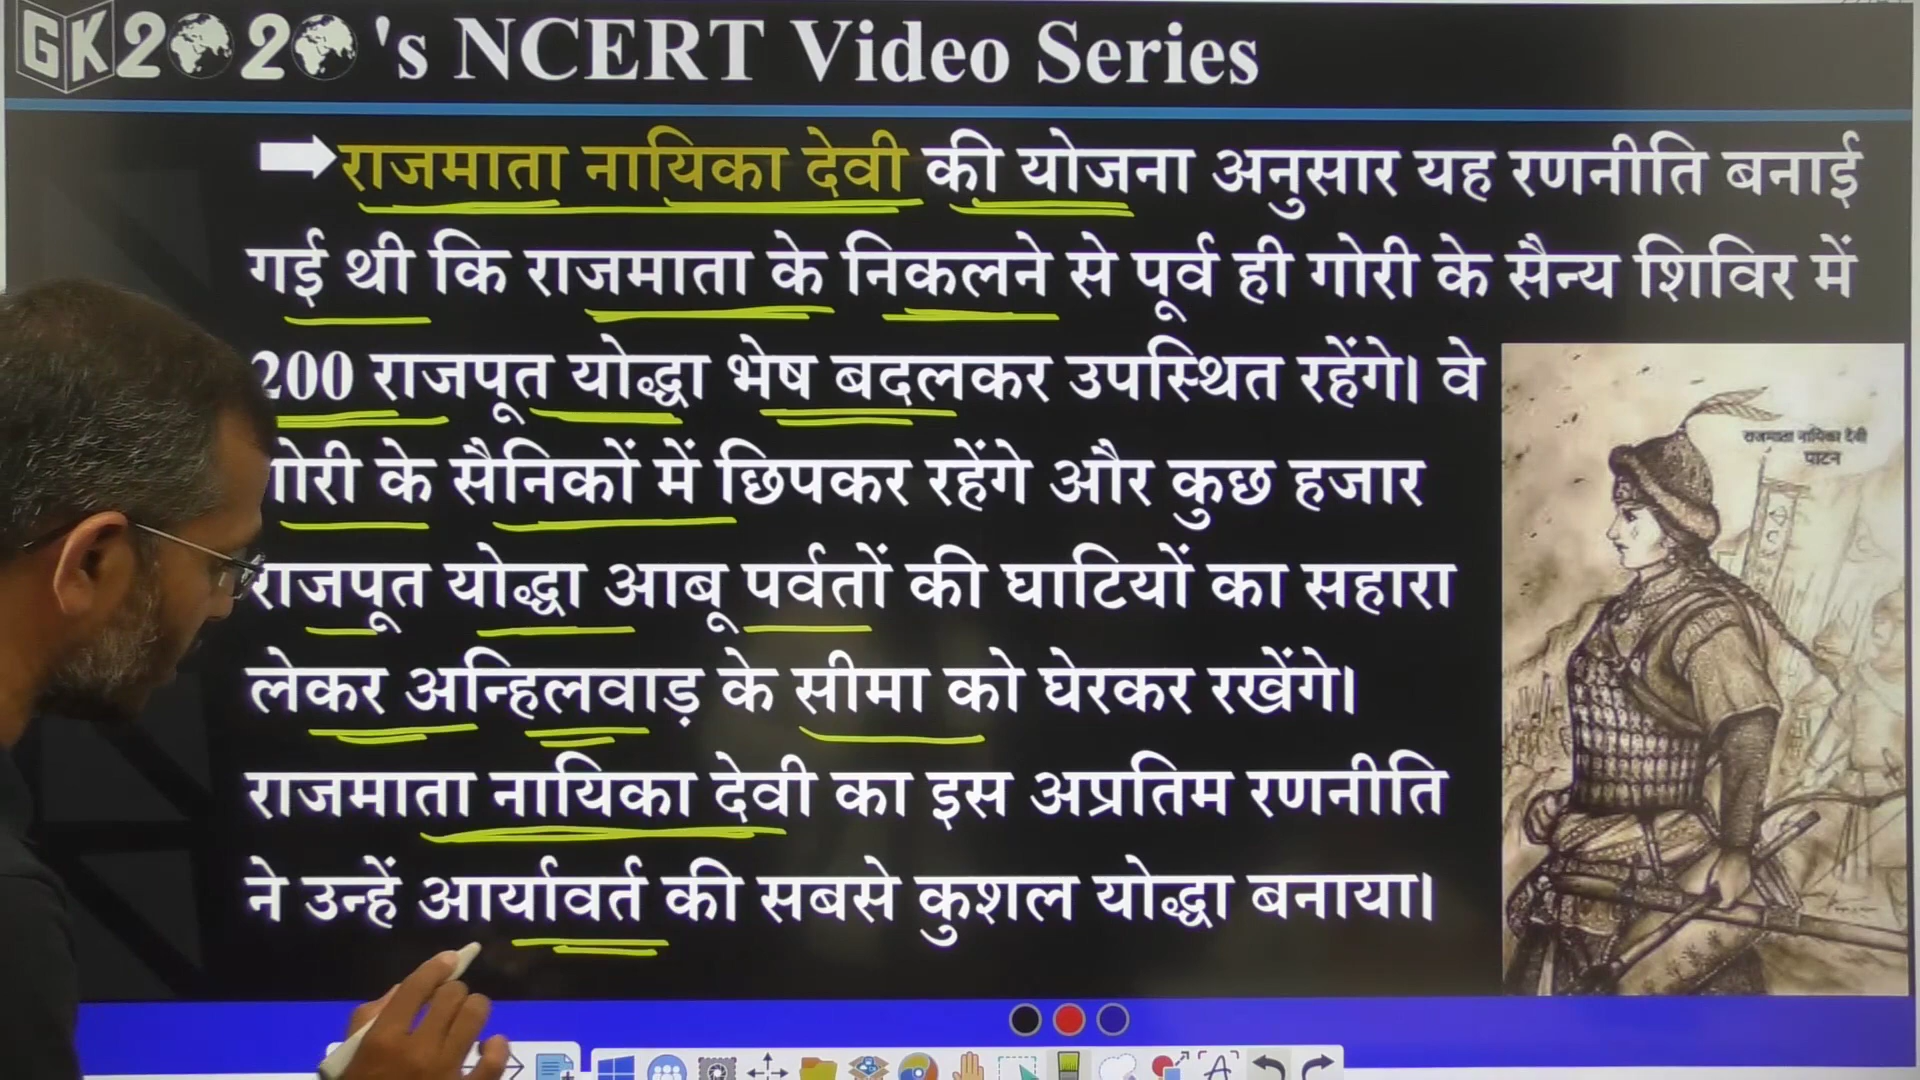 GK2020's NCERT Video Series
राजमाता नायिका देवी की योजना अनुसार यह रणनीति बनाई
गई थी कि राजमाता के निकलने से पूर्व ही गोरी के सैन्य शिविर में
200 राजपूत योद्धा भेष बदलकर उपस्थित रहेंगे। वे
गोरी के सैनिकों में छिपकर रहेंगे और कुछ हजार
राजपूत योद्धा आबू पर्वतों की घाटियों का सहारा
लेकर अन्हिलवाड़ के सीमा को घेरकर रखेंगे।
राजमाता नायिका देवी का इस अप्रतिम रणनीति
ने उन्हें आर्यावर्त की सबसे कुशल योद्धा बनाया।
राजमाता नायिका देवी
पाटन